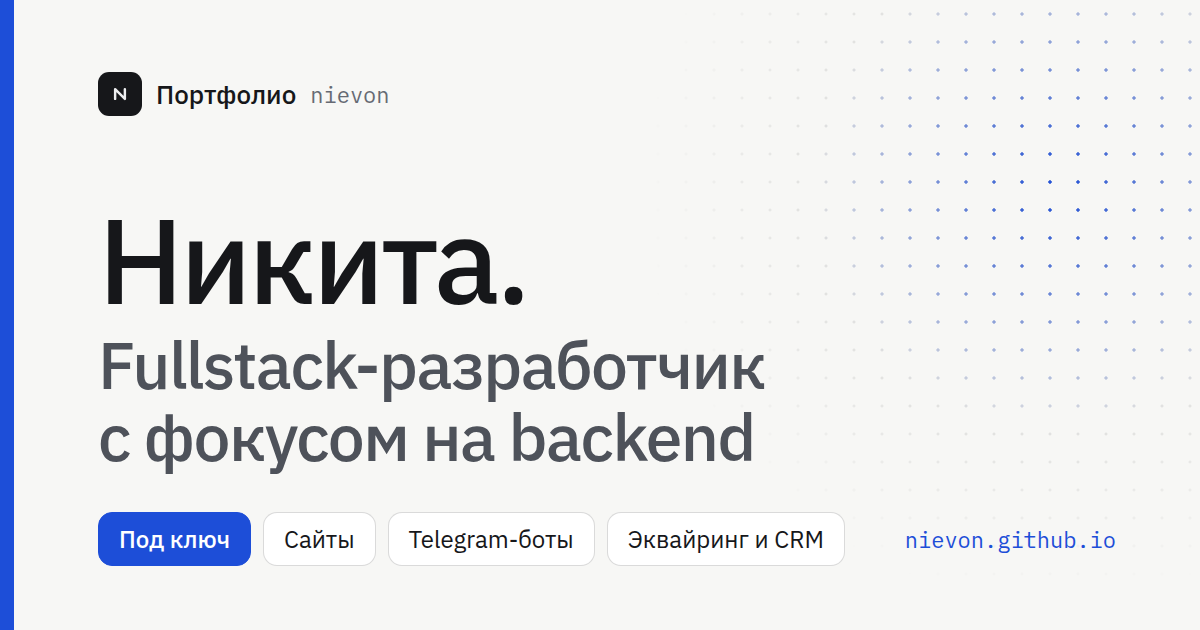 N Портфолио nievon
Никита.
Fullstack-разработчик
с фокусом на backend
Под ключ Сайты Telegram-боты Эквайринг и CRM nievon.github.io